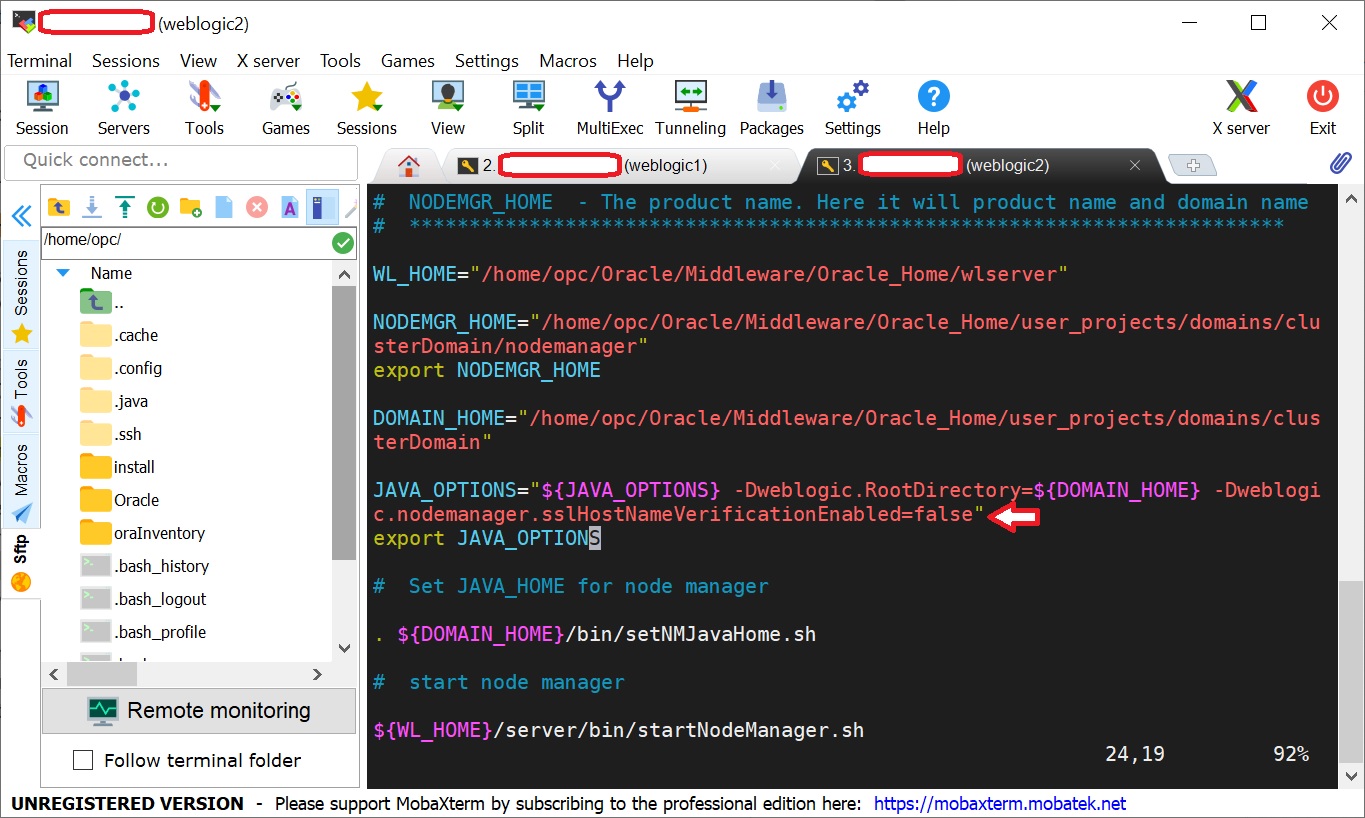 (weblogic2)
Terminal Sessions View X server Tools Games Settings Macros Help
Session Servers Tools Games Sessions View Split MultiExec Tunneling Packages Settings Help X server Exit
Quick connect...
2. (weblogic1)
3. (weblogic2)
/home/opc/
Name
..
.cache
.config
.java
.ssh
install
Oracle
oraInventory
.bash_history
.bash_logout
.bash_profile
Sessions
Tools
Macros
Sftp
Remote monitoring
Follow terminal folder
#  NODEMGR_HOME  - The product name. Here it will product name and domain name
#  *************************************************************************
WL_HOME="/home/opc/Oracle/Middleware/Oracle_Home/wlserver"
NODEMGR_HOME="/home/opc/Oracle/Middleware/Oracle_Home/user_projects/domains/clu
sterDomain/nodemanager"
export NODEMGR_HOME
DOMAIN_HOME="/home/opc/Oracle/Middleware/Oracle_Home/user_projects/domains/clus
terDomain"
JAVA_OPTIONS="${JAVA_OPTIONS} -Dweblogic.RootDirectory=${DOMAIN_HOME} -Dweblogi
c.nodemanager.sslHostNameVerificationEnabled=false"
export JAVA_OPTIONS
#  Set JAVA_HOME for node manager
. ${DOMAIN_HOME}/bin/setNMJavaHome.sh
#  start node manager
${WL_HOME}/server/bin/startNodeManager.sh
24,19 92%
UNREGISTERED VERSION - Please support MobaXterm by subscribing to the professional edition here: https://mobaxterm.mobatek.net